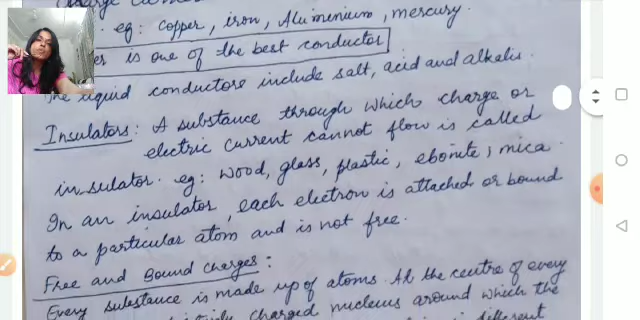 eg: Copper, iron, Aluminium, mercury.
is one of the best conductor
The liquid conductors include salt, acid and alkalis.
Insulators: A substance through which charge or
electric current cannot flow is called
insulator. eg: Wood, glass, plastic, ebonite, mica.
In an insulator, each electron is attached or bound
to a particular atom and is not free.
Free and Bound charges:
Every substance is made up of atoms. At the centre of every
charged nucleus around which the
different